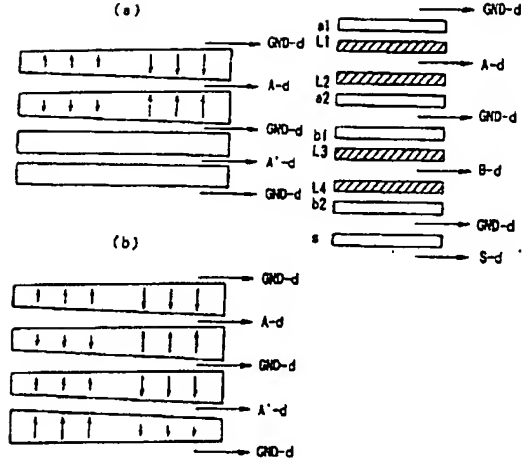 (a)
GND-d
A-d
GND-d
A'-d
GND-d
(b)
GND-d
A-d
GND-d
A'-d
GND-d
GND-d
a1
L1
A-d
L2
a2
GND-d
b1
L3
B-d
L4
b2
GND-d
s
S-d